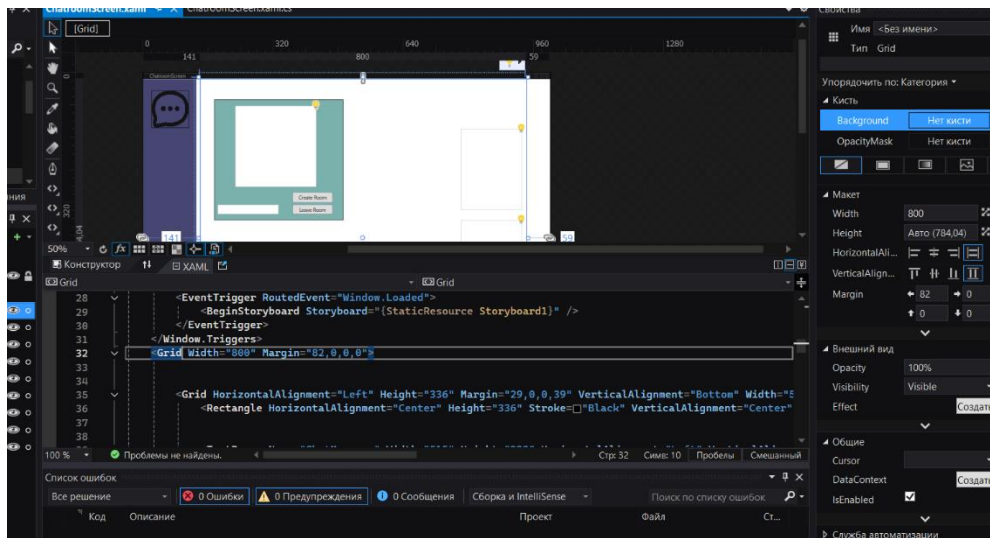 ChatroomScreen.xaml
ChatroomScreen.xaml.cs
Свойства
[Grid]
Имя <Без имени>
Тип Grid
0 320 640 960 1280
141 800 59
ChatroomScreen
Упорядочить по: Категория
Кисть
Background Нет кисти
OpacityMask Нет кисти
Create Room
Leave Room
320
141 59
Макет
Width 800
Height Авто (784,04)
HorizontalAli...
VerticalAlign...
Margin 82 0
0 0
50% fx
Конструктор XAML
Grid Grid
28 <EventTrigger RoutedEvent="Window.Loaded">
29 <BeginStoryboard Storyboard="{StaticResource Storyboard1}" />
30 </EventTrigger>
31 </Window.Triggers>
32 <Grid Width="800" Margin="82,0,0,0">
33
34
35 <Grid HorizontalAlignment="Left" Height="336" Margin="29,0,0,39" VerticalAlignment="Bottom" Width="5
36 <Rectangle HorizontalAlignment="Center" Height="336" Stroke="Black" VerticalAlignment="Center"
37
38
Внешний вид
Opacity 100%
Visibility Visible
Effect Создать
100 % Проблемы не найдены. Стр: 32 Симв: 10 Пробелы Смешанный
Общие
Cursor
DataContext Создать
IsEnabled
Служба автоматизации
Список ошибок
Все решение 0 Ошибки 0 Предупреждения 0 Сообщения Сборка и IntelliSense Поиск по списку ошибок
Код Описание Проект Файл Ст...